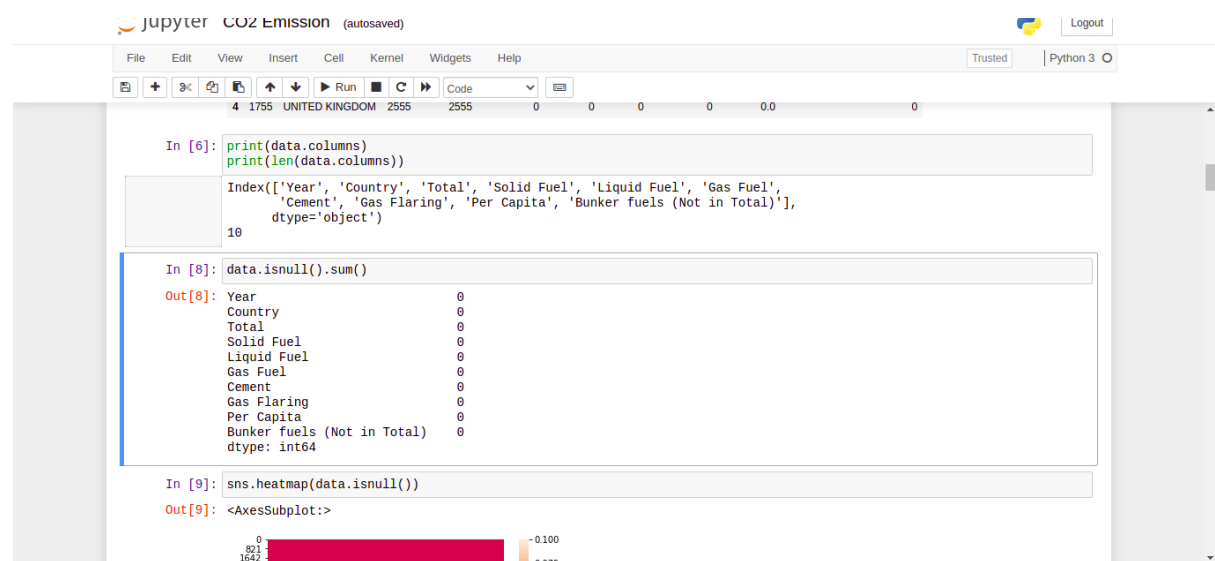 Jupyter CO2 Emission (autosaved)
Logout
File Edit View Insert Cell Kernel Widgets Help
Trusted Python 3
Run Code
4 1755 UNITED KINGDOM 2555 2555 0 0 0 0 0.0 0
In [6]: print(data.columns)
print(len(data.columns))
Index(['Year', 'Country', 'Total', 'Solid Fuel', 'Liquid Fuel', 'Gas Fuel',
'Cement', 'Gas Flaring', 'Per Capita', 'Bunker fuels (Not in Total)'],
dtype='object')
10
In [8]: data.isnull().sum()
Out[8]: Year 0
Country 0
Total 0
Solid Fuel 0
Liquid Fuel 0
Gas Fuel 0
Cement 0
Gas Flaring 0
Per Capita 0
Bunker fuels (Not in Total) 0
dtype: int64
In [9]: sns.heatmap(data.isnull())
Out[9]: <AxesSubplot:>
0 0.100
821
1642